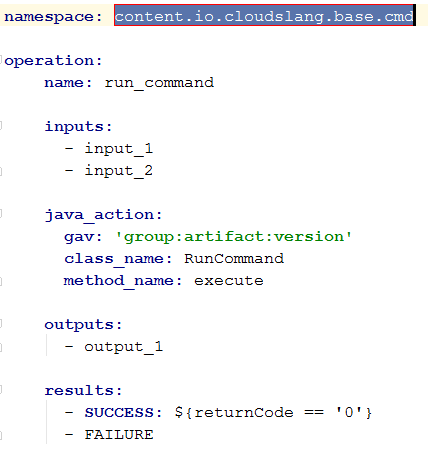 namespace: content.io.cloudslang.base.cmd
operation:
name: run_command
inputs:
- input_1
- input_2
java_action:
gav: 'group:artifact:version'
class_name: RunCommand
method_name: execute
outputs:
- output_1
results:
- SUCCESS: ${returnCode == '0'}
- FAILURE